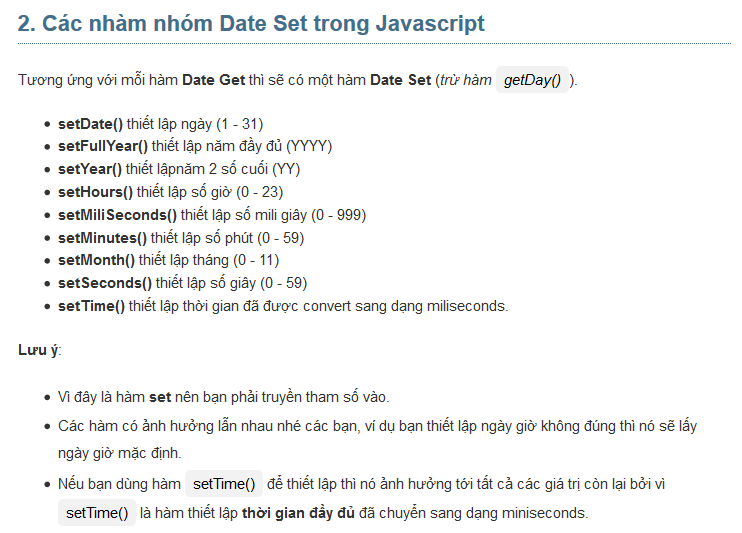 2. Các nhàm nhóm Date Set trong Javascript
Tương ứng với mỗi hàm Date Get thì sẽ có một hàm Date Set (trừ hàm getDay() ).
setDate() thiết lập ngày (1 - 31)
setFullYear() thiết lập năm đầy đủ (YYYY)
setYear() thiết lậpnăm 2 số cuối (YY)
setHours() thiết lập số giờ (0 - 23)
setMiliSeconds() thiết lập số mili giây (0 - 999)
setMinutes() thiết lập số phút (0 - 59)
setMonth() thiết lập tháng (0 - 11)
setSeconds() thiết lập số giây (0 - 59)
setTime() thiết lập thời gian đã được convert sang dạng miliseconds.
Lưu ý:
Vì đây là hàm set nên bạn phải truyền tham số vào.
Các hàm có ảnh hưởng lẫn nhau nhé các bạn, ví dụ bạn thiết lập ngày giờ không đúng thì nó sẽ lấy
ngày giờ mặc định.
Nếu bạn dùng hàm setTime() để thiết lập thì nó ảnh hưởng tới tất cả các giá trị còn lại bởi vì
setTime() là hàm thiết lập thời gian đầy đủ đã chuyển sang dạng miniseconds.